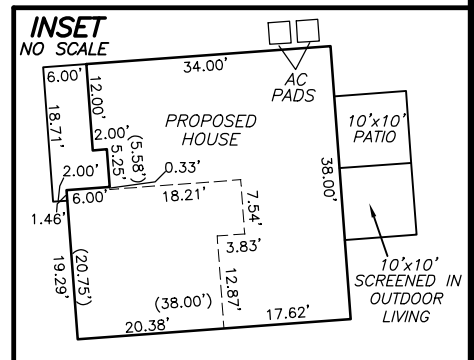 INSET
NO SCALE
34.00'
AC
PADS
6.00'
12.00'
18.71'
2.00'
5.25'
(5.58')
PROPOSED
HOUSE
10'x10'
PATIO
0.33'
2.00'
6.00'
18.21'
38.00'
1.46'
7.54'
3.83'
19.29'
(20.75')
(38.00')
12.87'
20.38'
17.62'
10'x10'
SCREENED IN
OUTDOOR
LIVING